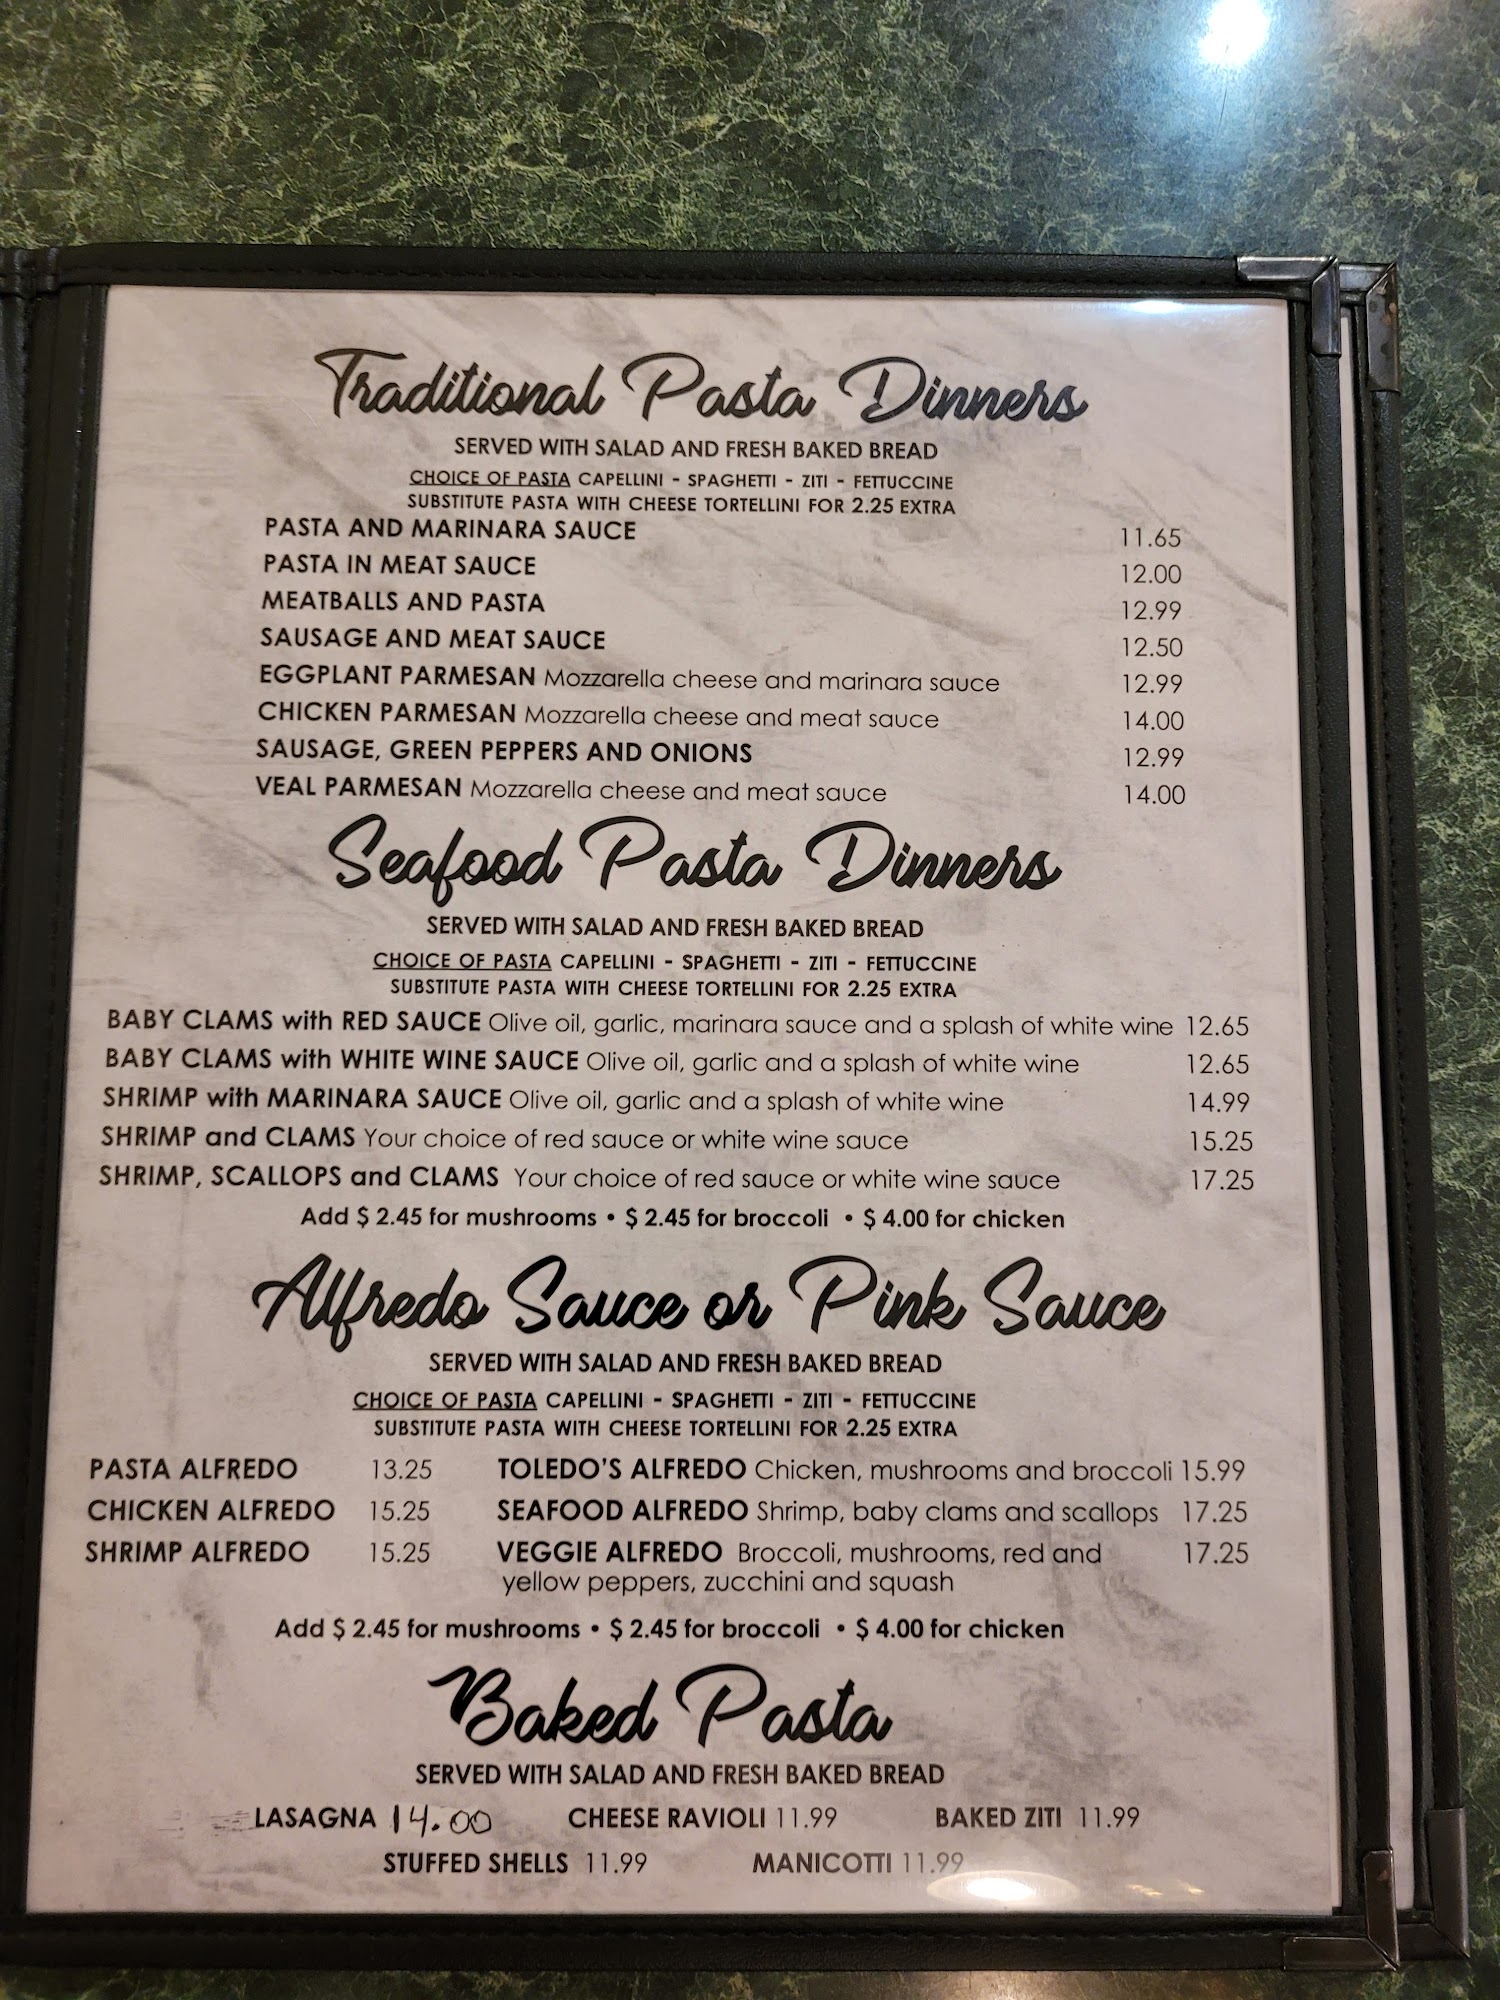 Traditional Pasta Dinners
SERVED WITH SALAD AND FRESH BAKED BREAD
CHOICE OF PASTA CAPELLINI - SPAGHETTI - ZITI - FETTUCCINE
SUBSTITUTE PASTA WITH CHEESE TORTELLINI FOR 2.25 EXTRA
PASTA AND MARINARA SAUCE 11.65
PASTA IN MEAT SAUCE 12.00
MEATBALLS AND PASTA 12.99
SAUSAGE AND MEAT SAUCE 12.50
EGGPLANT PARMESAN Mozzarella cheese and marinara sauce 12.99
CHICKEN PARMESAN Mozzarella cheese and meat sauce 14.00
SAUSAGE, GREEN PEPPERS AND ONIONS 12.99
VEAL PARMESAN Mozzarella cheese and meat sauce 14.00
Seafood Pasta Dinners
SERVED WITH SALAD AND FRESH BAKED BREAD
CHOICE OF PASTA CAPELLINI - SPAGHETTI - ZITI - FETTUCCINE
SUBSTITUTE PASTA WITH CHEESE TORTELLINI FOR 2.25 EXTRA
BABY CLAMS with RED SAUCE Olive oil, garlic, marinara sauce and a splash of white wine 12.65
BABY CLAMS with WHITE WINE SAUCE Olive oil, garlic and a splash of white wine 12.65
SHRIMP with MARINARA SAUCE Olive oil, garlic and a splash of white wine 14.99
SHRIMP and CLAMS Your choice of red sauce or white wine sauce 15.25
SHRIMP, SCALLOPS and CLAMS Your choice of red sauce or white wine sauce 17.25
Add $ 2.45 for mushrooms • $ 2.45 for broccoli • $ 4.00 for chicken
Alfredo Sauce or Pink Sauce
SERVED WITH SALAD AND FRESH BAKED BREAD
CHOICE OF PASTA CAPELLINI - SPAGHETTI - ZITI - FETTUCCINE
SUBSTITUTE PASTA WITH CHEESE TORTELLINI FOR 2.25 EXTRA
PASTA ALFREDO 13.25
CHICKEN ALFREDO 15.25
SHRIMP ALFREDO 15.25
TOLEDO'S ALFREDO Chicken, mushrooms and broccoli 15.99
SEAFOOD ALFREDO Shrimp, baby clams and scallops 17.25
VEGGIE ALFREDO Broccoli, mushrooms, red and 17.25
yellow peppers, zucchini and squash
Add $ 2.45 for mushrooms • $ 2.45 for broccoli • $ 4.00 for chicken
Baked Pasta
SERVED WITH SALAD AND FRESH BAKED BREAD
LASAGNA 14.00 CHEESE RAVIOLI 11.99 BAKED ZITI 11.99
STUFFED SHELLS 11.99 MANICOTTI 11.99